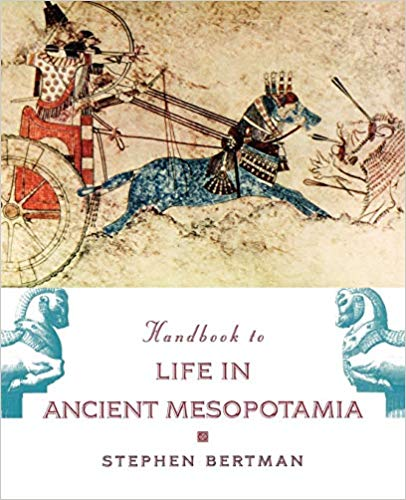 Handbook to
LIFE IN
ANCIENT MESOPOTAMIA
STEPHEN BERTMAN